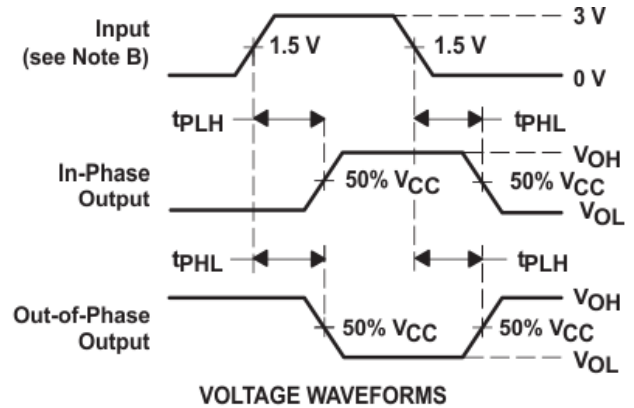 Input
(see Note B)
1.5 V
1.5 V
3 V
0 V
tPLH
tPHL
In-Phase
Output
50% VCC
VOH
50% VCC
VOL
tPHL
tPLH
Out-of-Phase
Output
50% VCC
VOH
50% VCC
VOL
VOLTAGE WAVEFORMS